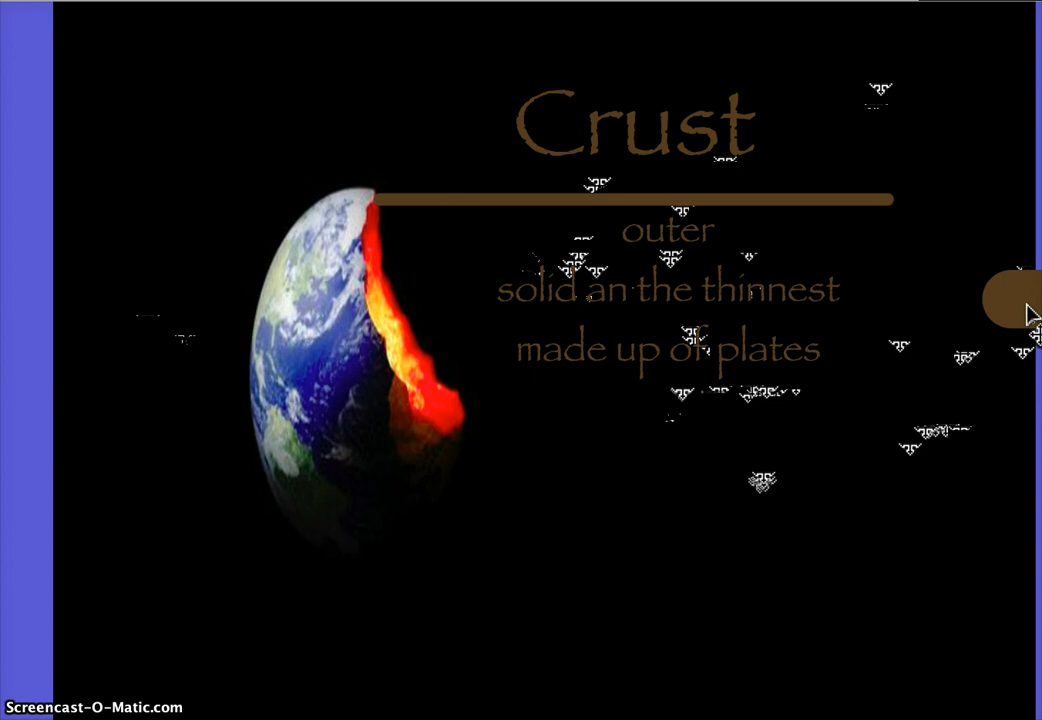 Crust
outer
solid an the thinnest
made up of plates
Screencast-O-Matic.com